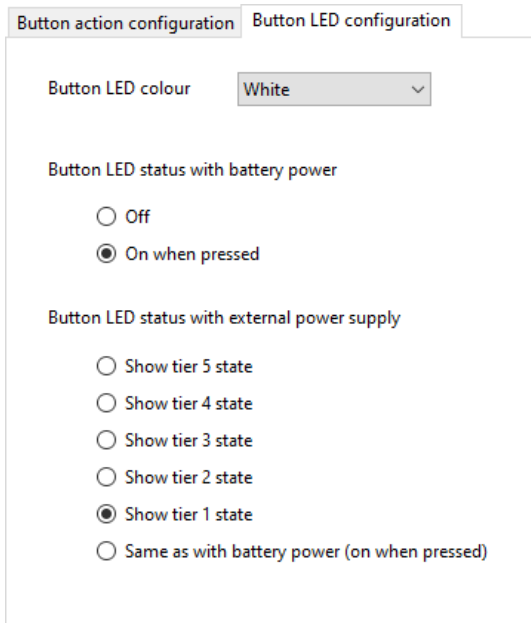 Button action configuration
Button LED configuration
Button LED colour
White
Button LED status with battery power
Off
On when pressed
Button LED status with external power supply
Show tier 5 state
Show tier 4 state
Show tier 3 state
Show tier 2 state
Show tier 1 state
Same as with battery power (on when pressed)